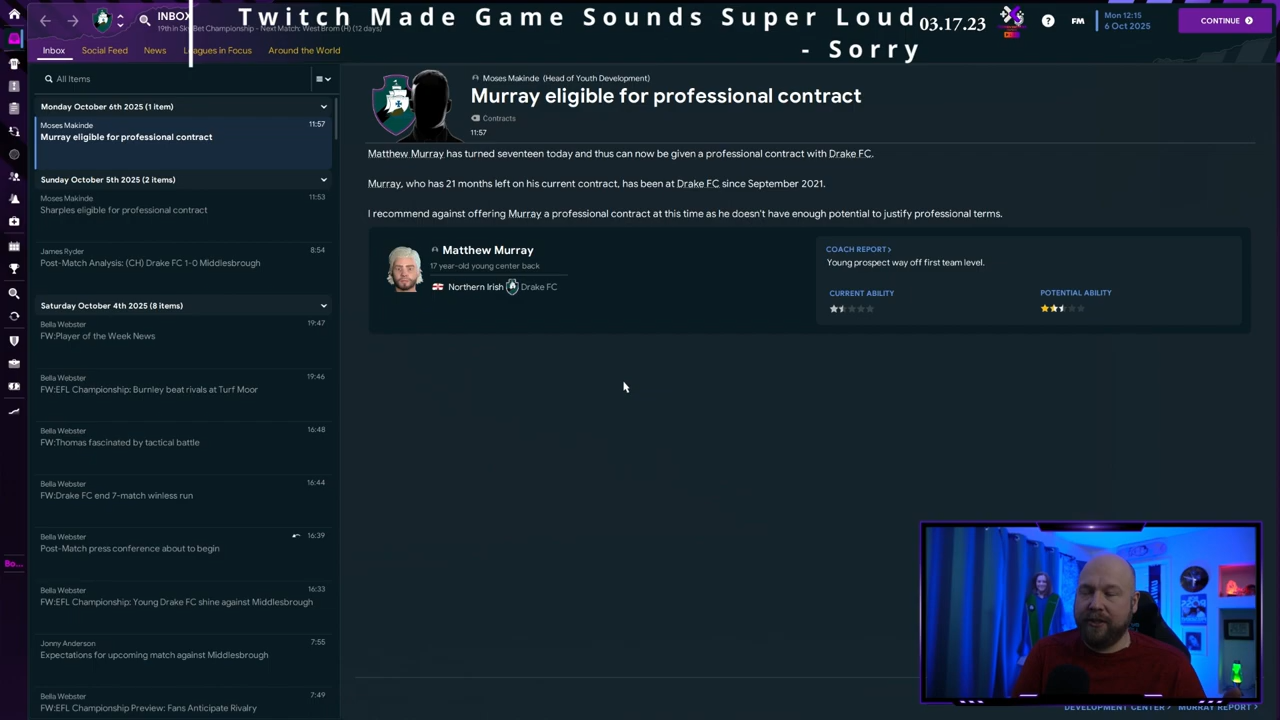 Twitch Made Game Sounds Super Loud
- Sorry
INBOX
19th in Sky Bet Championship - Next Match: West Brom (H) (12 days)
03.17.23
FM
Mon 12:15
6 Oct 2025
CONTINUE
Inbox
Social Feed
News
Leagues in Focus
Around the World
All Items
Monday October 6th 2025 (1 item)
Moses Makinde
11:57
Murray eligible for professional contract
Sunday October 5th 2025 (2 items)
Moses Makinde
11:53
Sharples eligible for professional contract
James Ryder
8:54
Post-Match Analysis: (CH) Drake FC 1-0 Middlesbrough
Saturday October 4th 2025 (8 items)
Bella Webster
19:47
FW:Player of the Week News
Bella Webster
19:46
FW:EFL Championship: Burnley beat rivals at Turf Moor
Bella Webster
16:48
FW:Thomas fascinated by tactical battle
Bella Webster
16:44
FW:Drake FC end 7-match winless run
Bella Webster
16:39
Post-Match press conference about to begin
Bo...
Bella Webster
16:33
FW:EFL Championship: Young Drake FC shine against Middlesbrough
Jonny Anderson
7:55
Expectations for upcoming match against Middlesbrough
Bella Webster
7:49
FW:EFL Championship Preview: Fans Anticipate Rivalry
Moses Makinde (Head of Youth Development)
Murray eligible for professional contract
Contracts
11:57
Matthew Murray has turned seventeen today and thus can now be given a professional contract with Drake FC.
Murray, who has 21 months left on his current contract, has been at Drake FC since September 2021.
I recommend against offering Murray a professional contract at this time as he doesn't have enough potential to justify professional terms.
Matthew Murray
17 year-old young center back
Northern Irish
Drake FC
COACH REPORT >
Young prospect way off first team level.
CURRENT ABILITY
POTENTIAL ABILITY
DEVELOPMENT CENTER >
MURRAY REPORT >